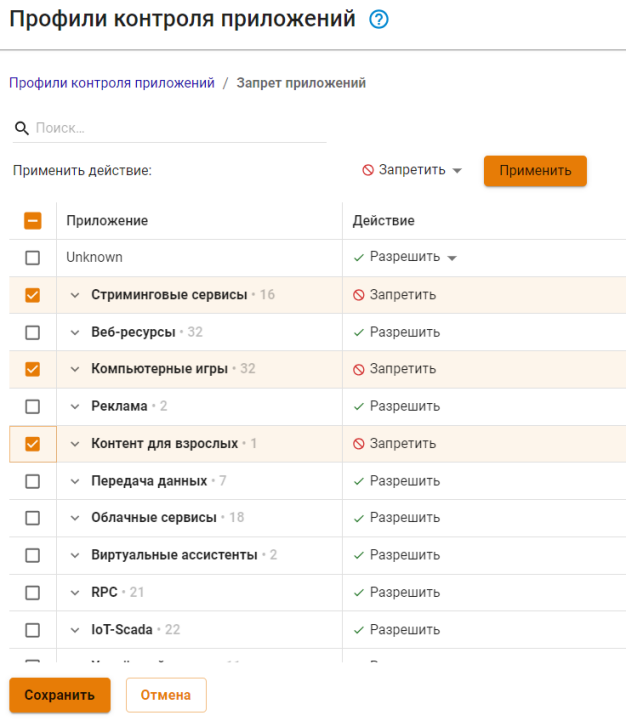 Профили контроля приложений ?
Профили контроля приложений / Запрет приложений
Поиск...
Применить действие: Запретить Применить
Приложение Действие
Unknown Разрешить
Стриминговые сервисы • 16 Запретить
Веб-ресурсы • 32 Разрешить
Компьютерные игры • 32 Запретить
Реклама • 2 Разрешить
Контент для взрослых • 1 Запретить
Передача данных • 7 Разрешить
Облачные сервисы • 18 Разрешить
Виртуальные ассистенты • 2 Разрешить
RPC • 21 Разрешить
IoT-Scada • 22 Разрешить
Сохранить Отмена